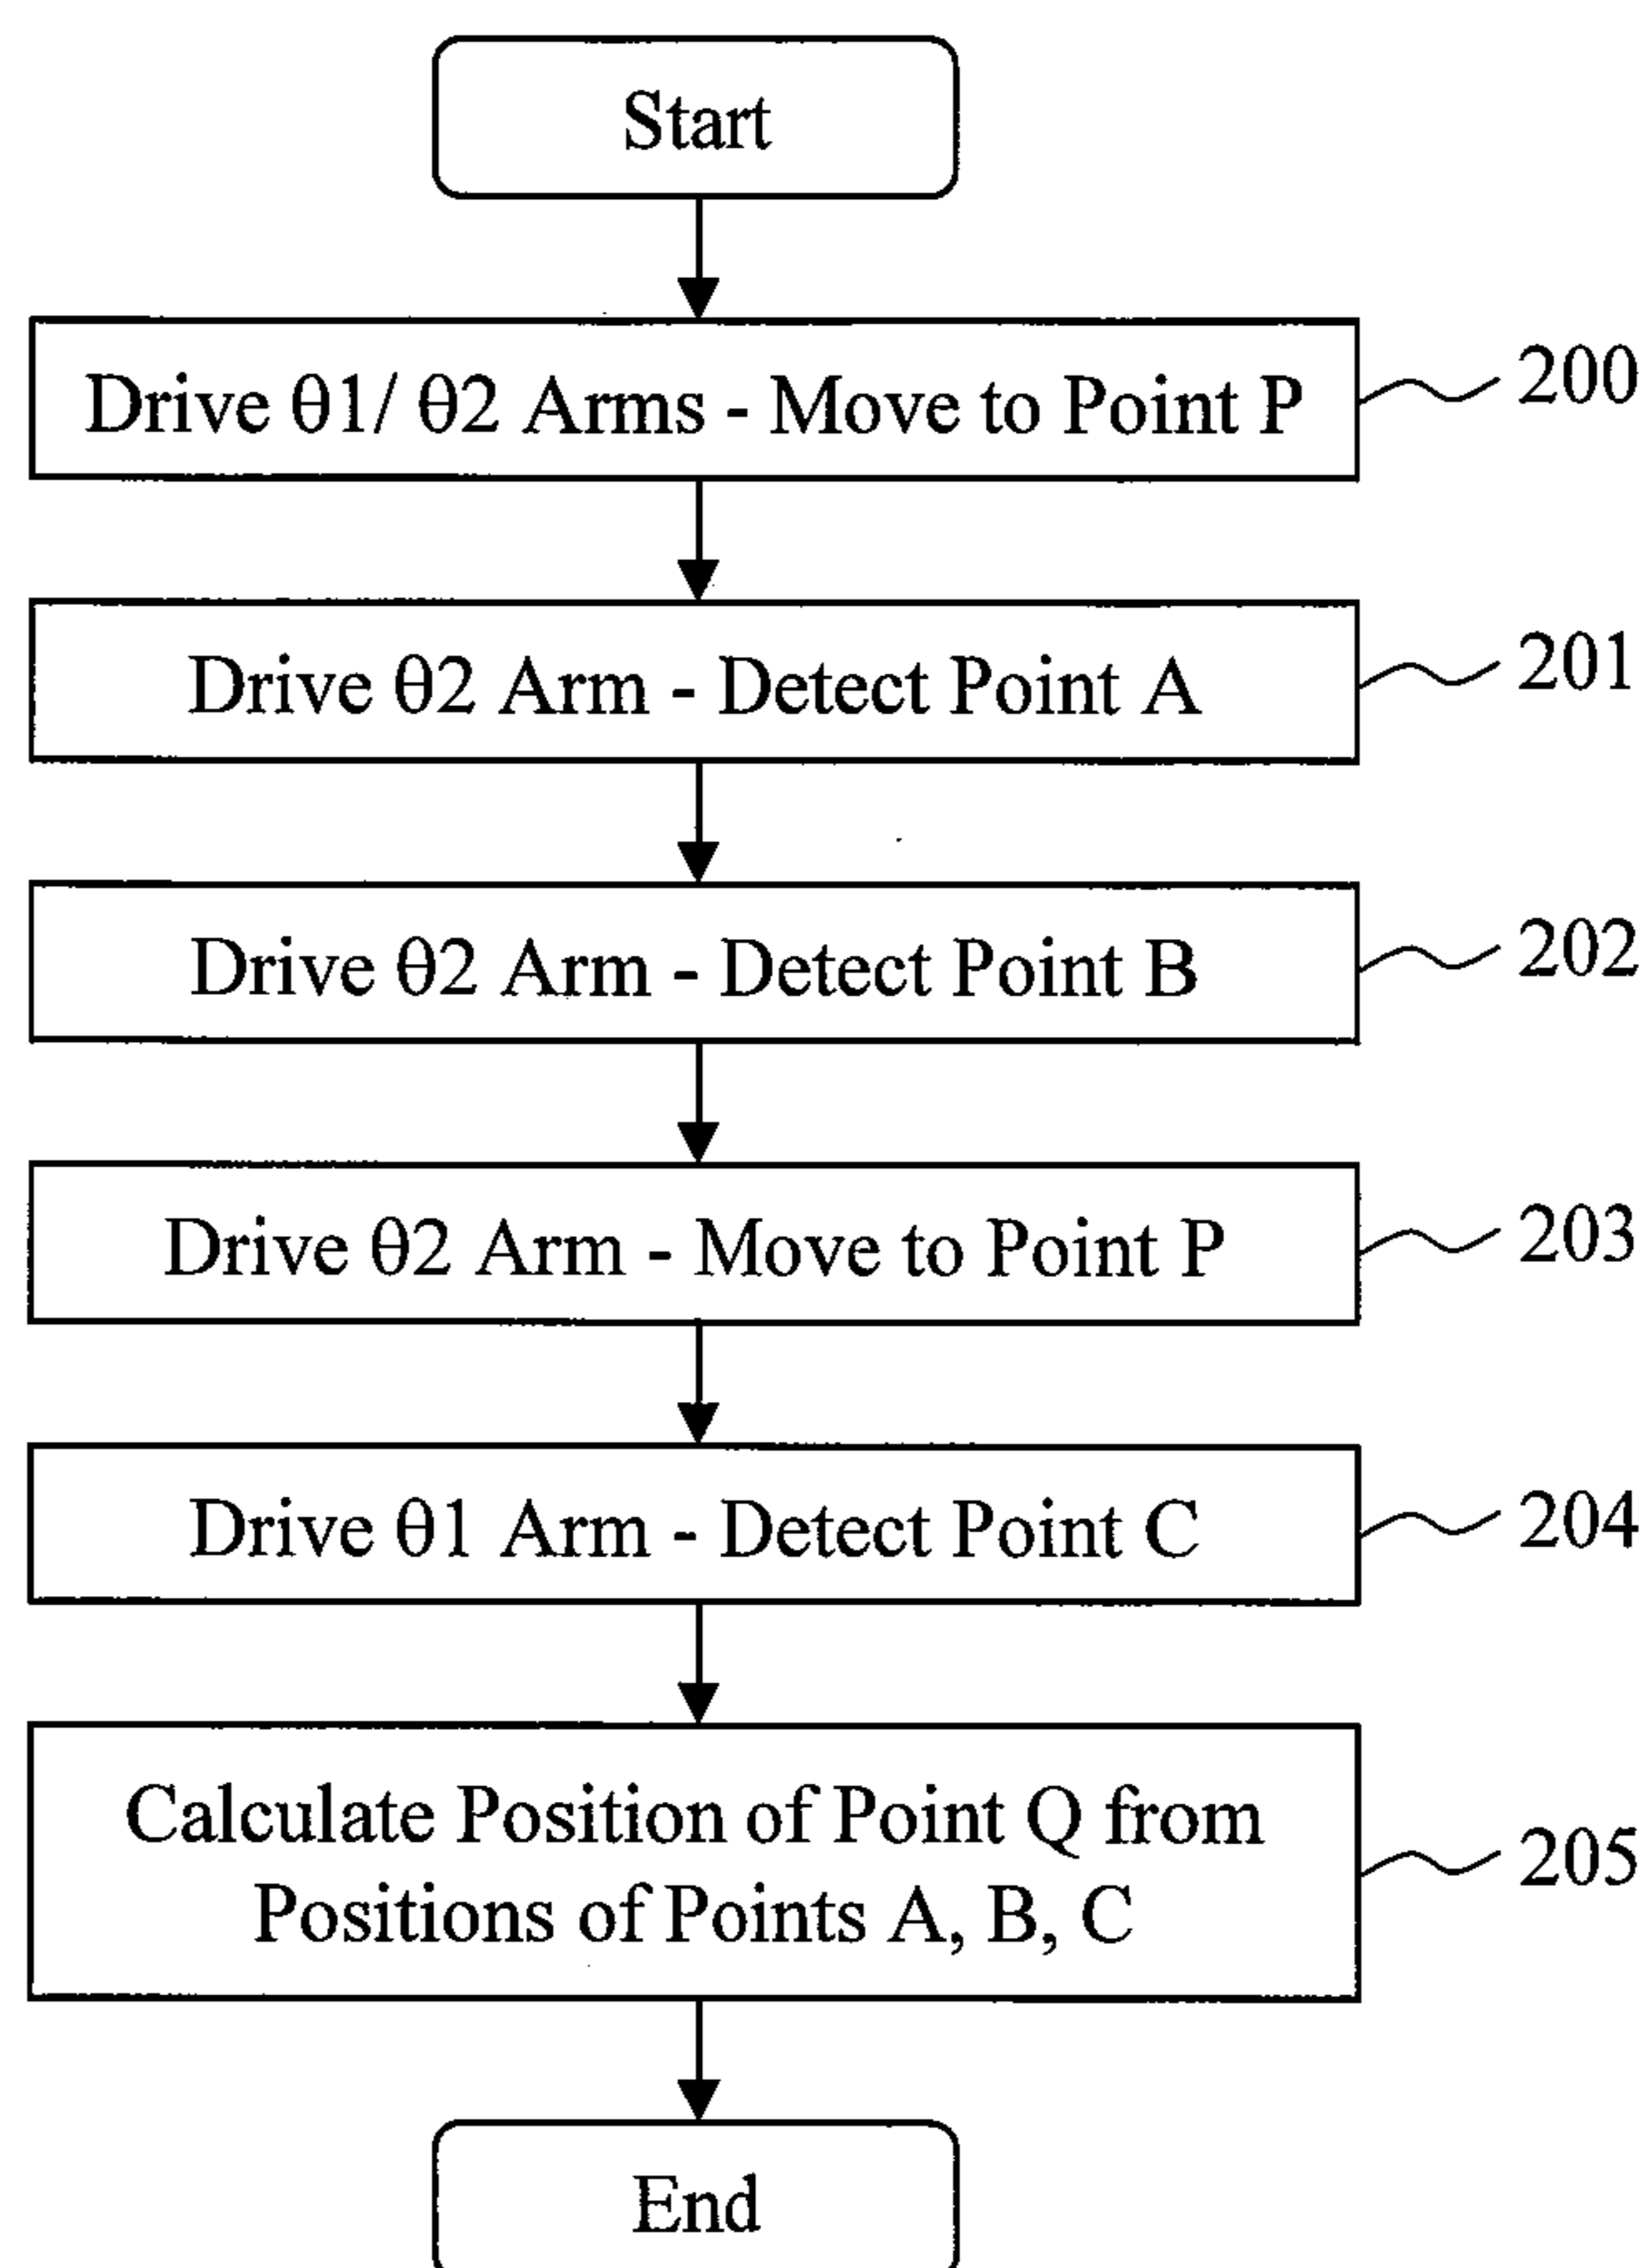 Start
Drive θ1/ θ2 Arms - Move to Point P
200
Drive θ2 Arm - Detect Point A
201
Drive θ2 Arm - Detect Point B
202
Drive θ2 Arm - Move to Point P
203
Drive θ1 Arm - Detect Point C
204
Calculate Position of Point Q from
Positions of Points A, B, C
205
End